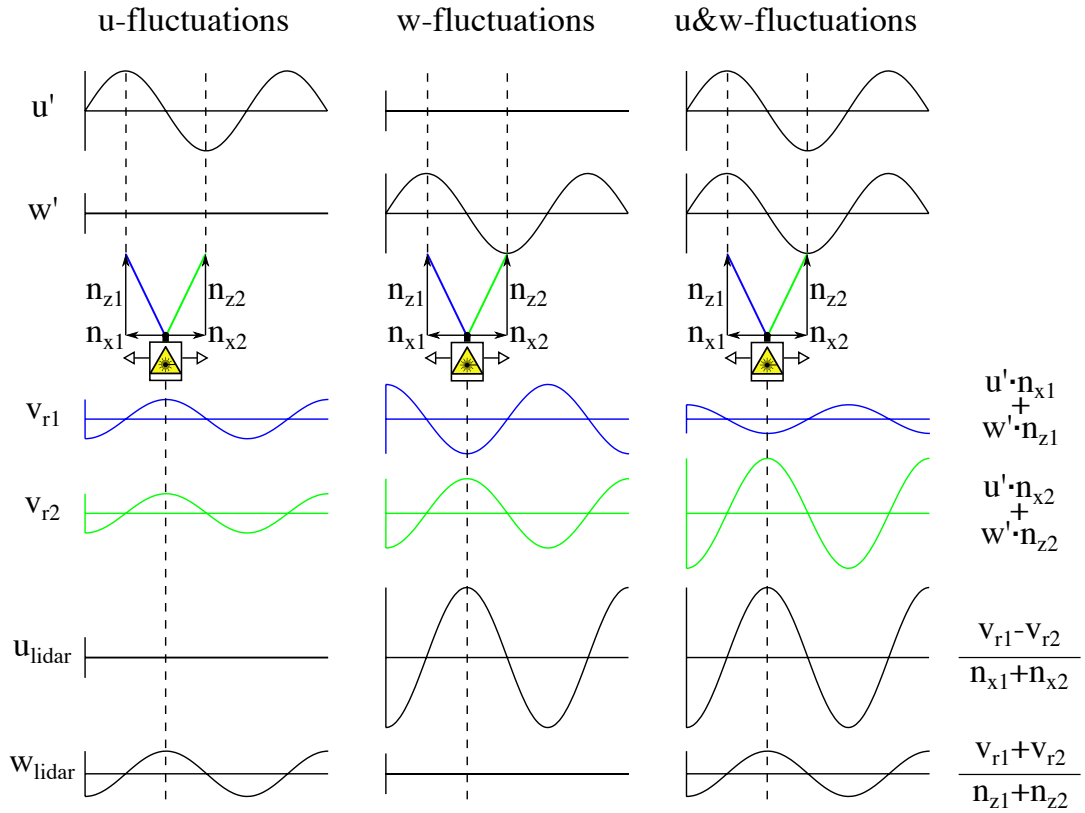 u-fluctuations w-fluctuations u&w-fluctuations
u'
w'
n_z1 n_z2 n_z1 n_z2 n_z1 n_z2
n_x1 n_x2 n_x1 n_x2 n_x1 n_x2
v_r1
u'·n_x1
+
w'·n_z1
v_r2
u'·n_x2
+
w'·n_z2
u_lidar
v_r1-v_r2
n_x1+n_x2
w_lidar
v_r1+v_r2
n_z1+n_z2